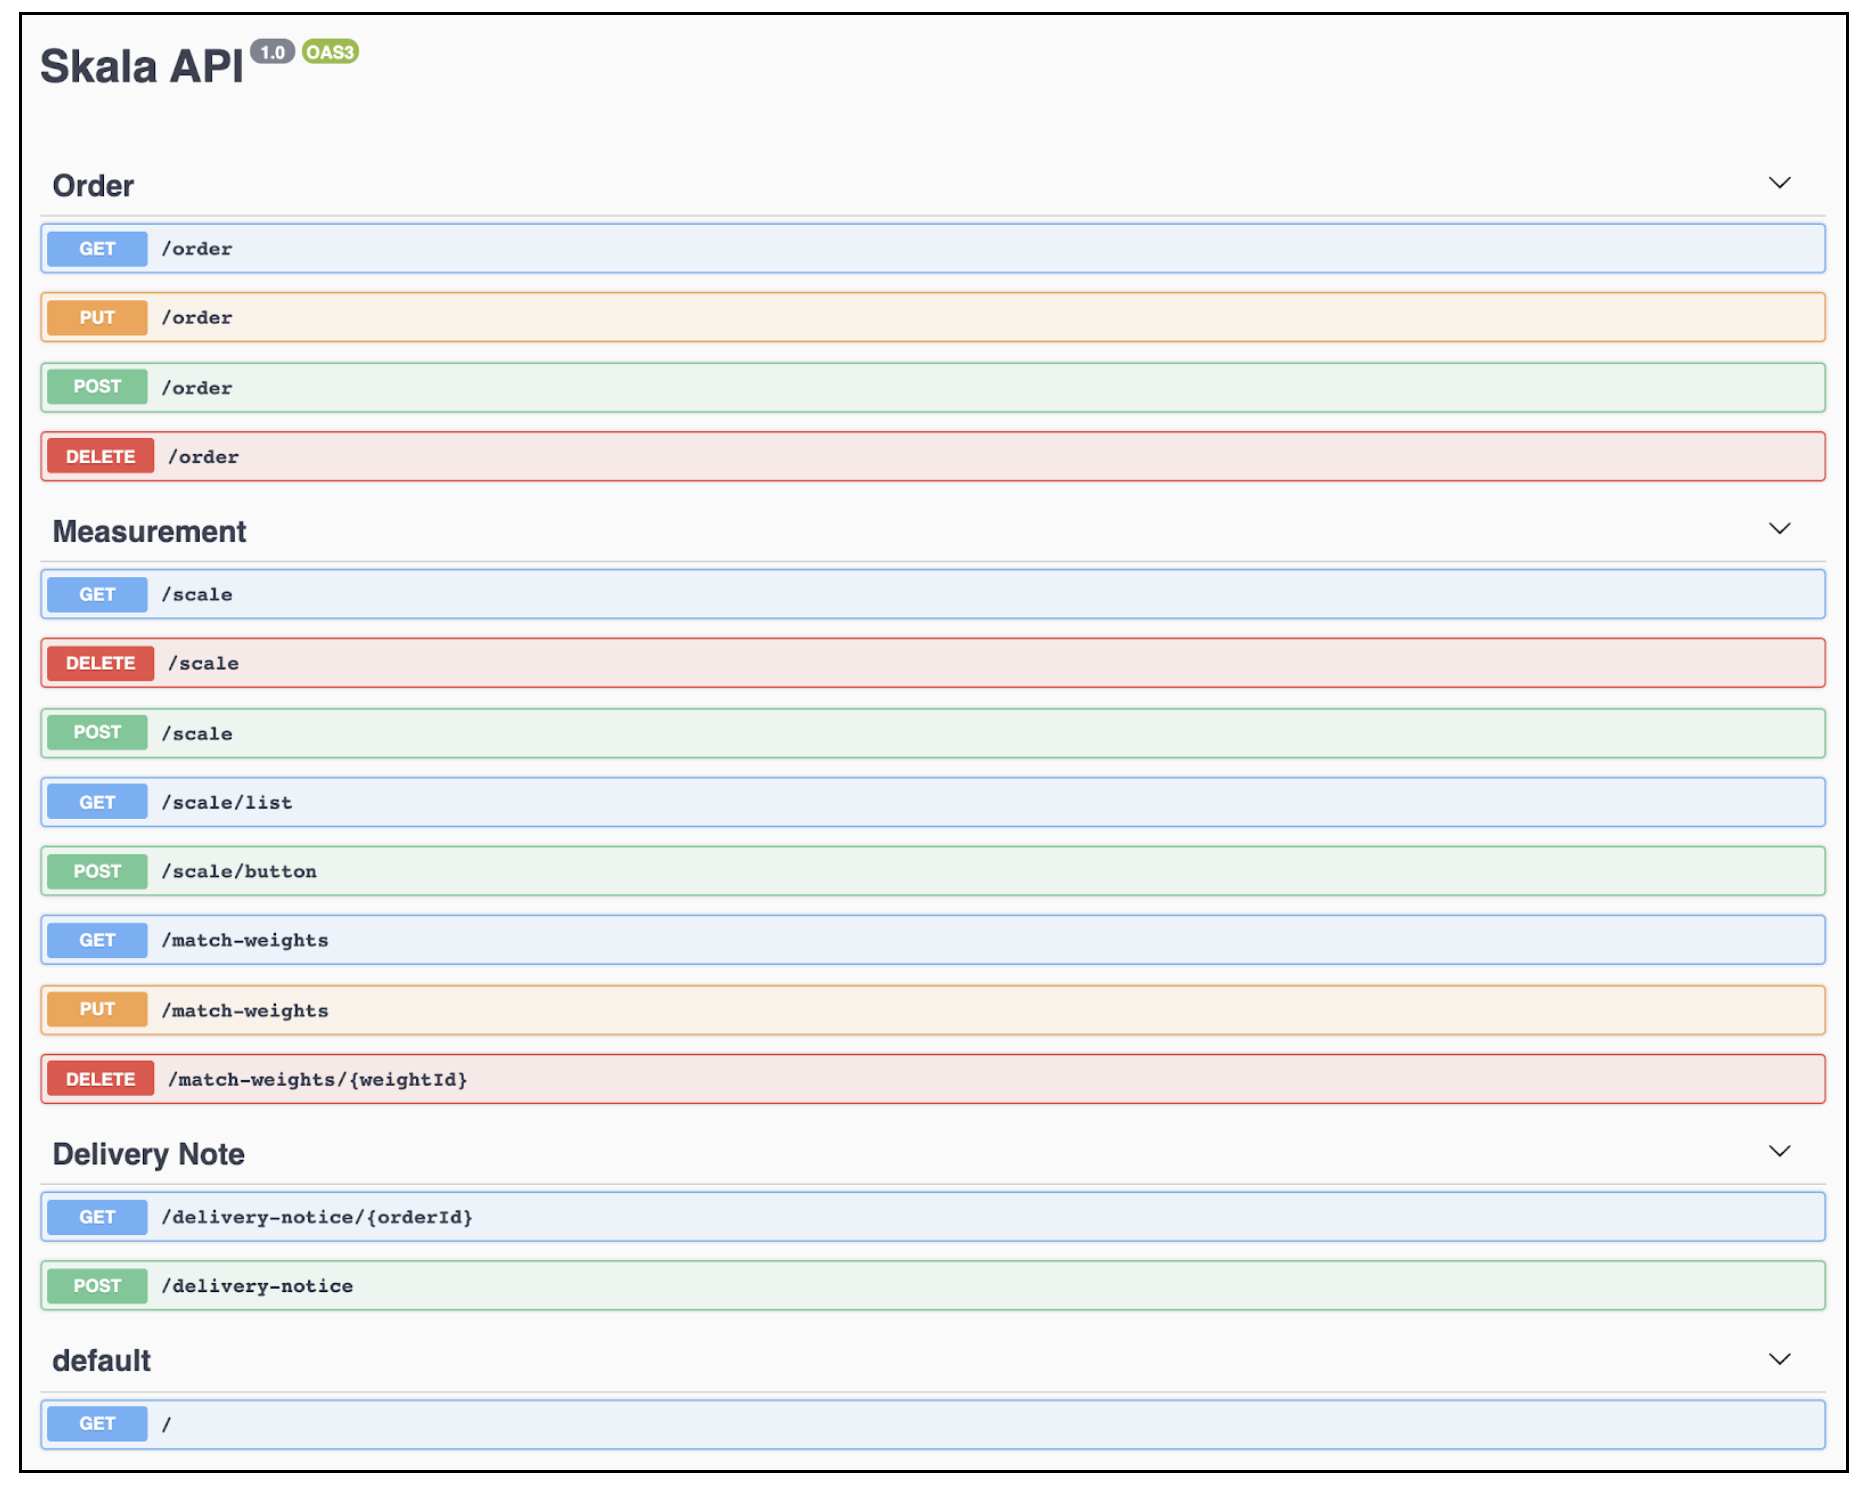 Skala API 1.0 OAS3
Order
GET /order
PUT /order
POST /order
DELETE /order
Measurement
GET /scale
DELETE /scale
POST /scale
GET /scale/list
POST /scale/button
GET /match-weights
PUT /match-weights
DELETE /match-weights/{weightId}
Delivery Note
GET /delivery-notice/{orderId}
POST /delivery-notice
default
GET /